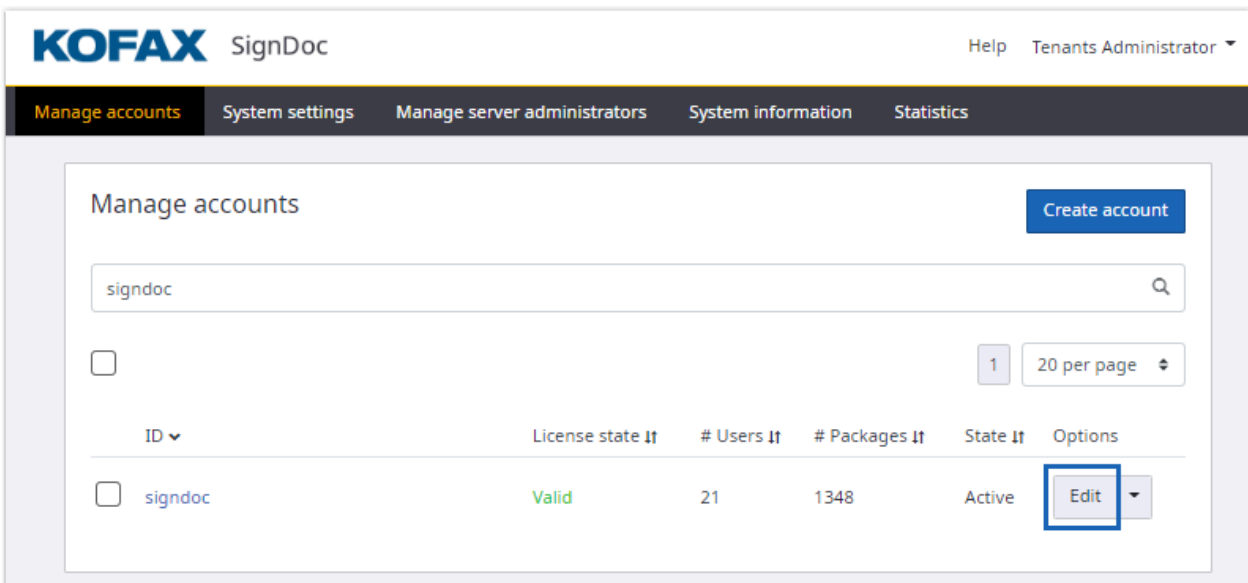 KOFAX SignDoc Help Tenants Administrator
Manage accounts System settings Manage server administrators System information Statistics
Manage accounts
Create account
signdoc
1 20 per page
ID License state # Users # Packages State Options
signdoc Valid 21 1348 Active Edit